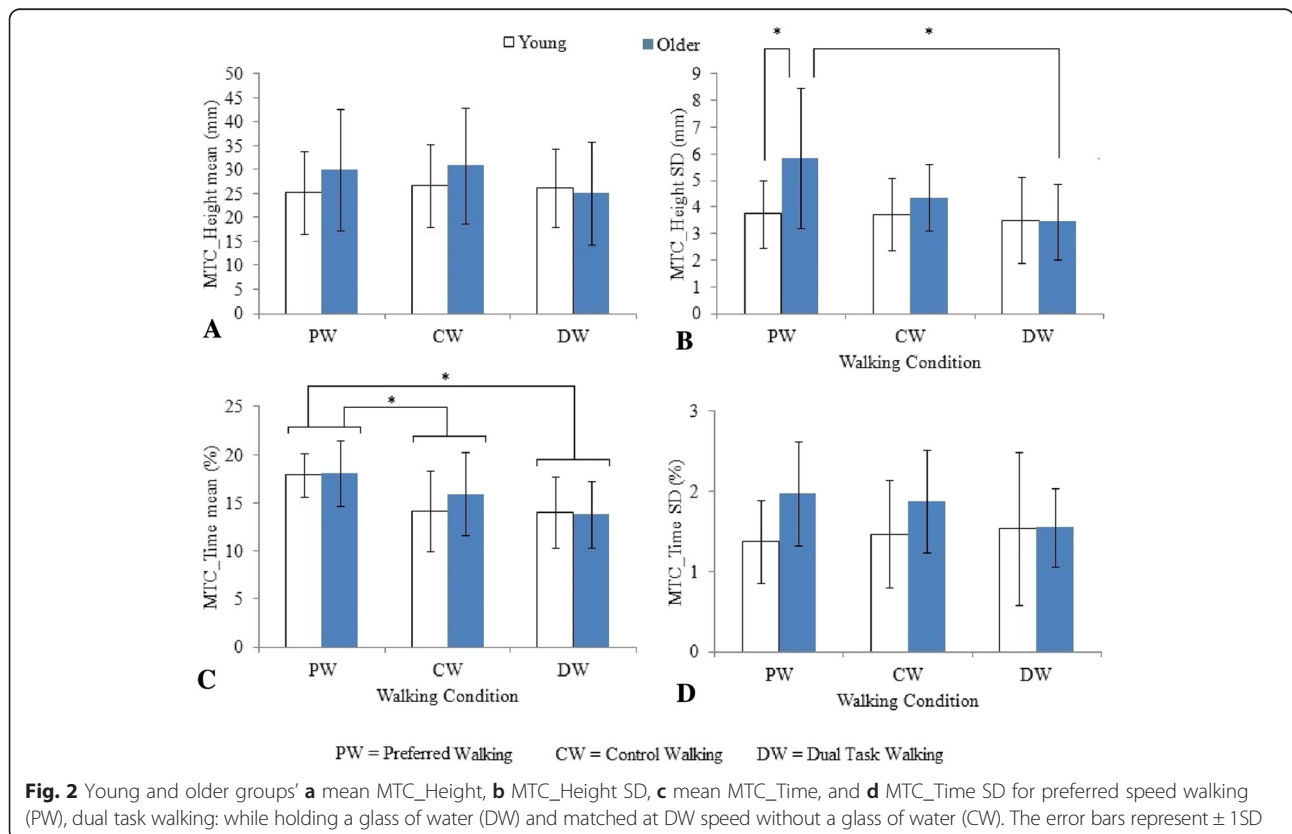 Young Older
* *
50
45
40
35
30
25
20
15
10
5
0
MTC_Height mean (mm)
PW CW DW
A
9
8
7
6
5
4
3
2
1
0
MTC_Height SD (mm)
PW CW DW
B
Walking Condition
* *
25
20
15
10
5
0
MTC_Time mean (%)
PW CW DW
C
Walking Condition
3
2
1
0
MTC_Time SD (%)
PW CW DW
D
Walking Condition
PW = Preferred Walking CW = Control Walking DW = Dual Task Walking
Fig. 2 Young and older groups' a mean MTC_Height, b MTC_Height SD, c mean MTC_Time, and d MTC_Time SD for preferred speed walking
(PW), dual task walking: while holding a glass of water (DW) and matched at DW speed without a glass of water (CW). The error bars represent ± 1SD